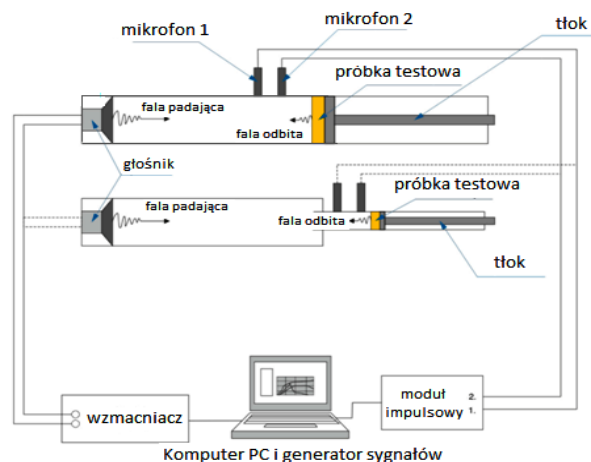 mikrofon 1
mikrofon 2
tłok
próbka testowa
fala padająca
fala odbita
głośnik
próbka testowa
fala padająca
fala odbita
tłok
wzmacniacz
moduł
impulsowy
2.
1.
Komputer PC i generator sygnałów